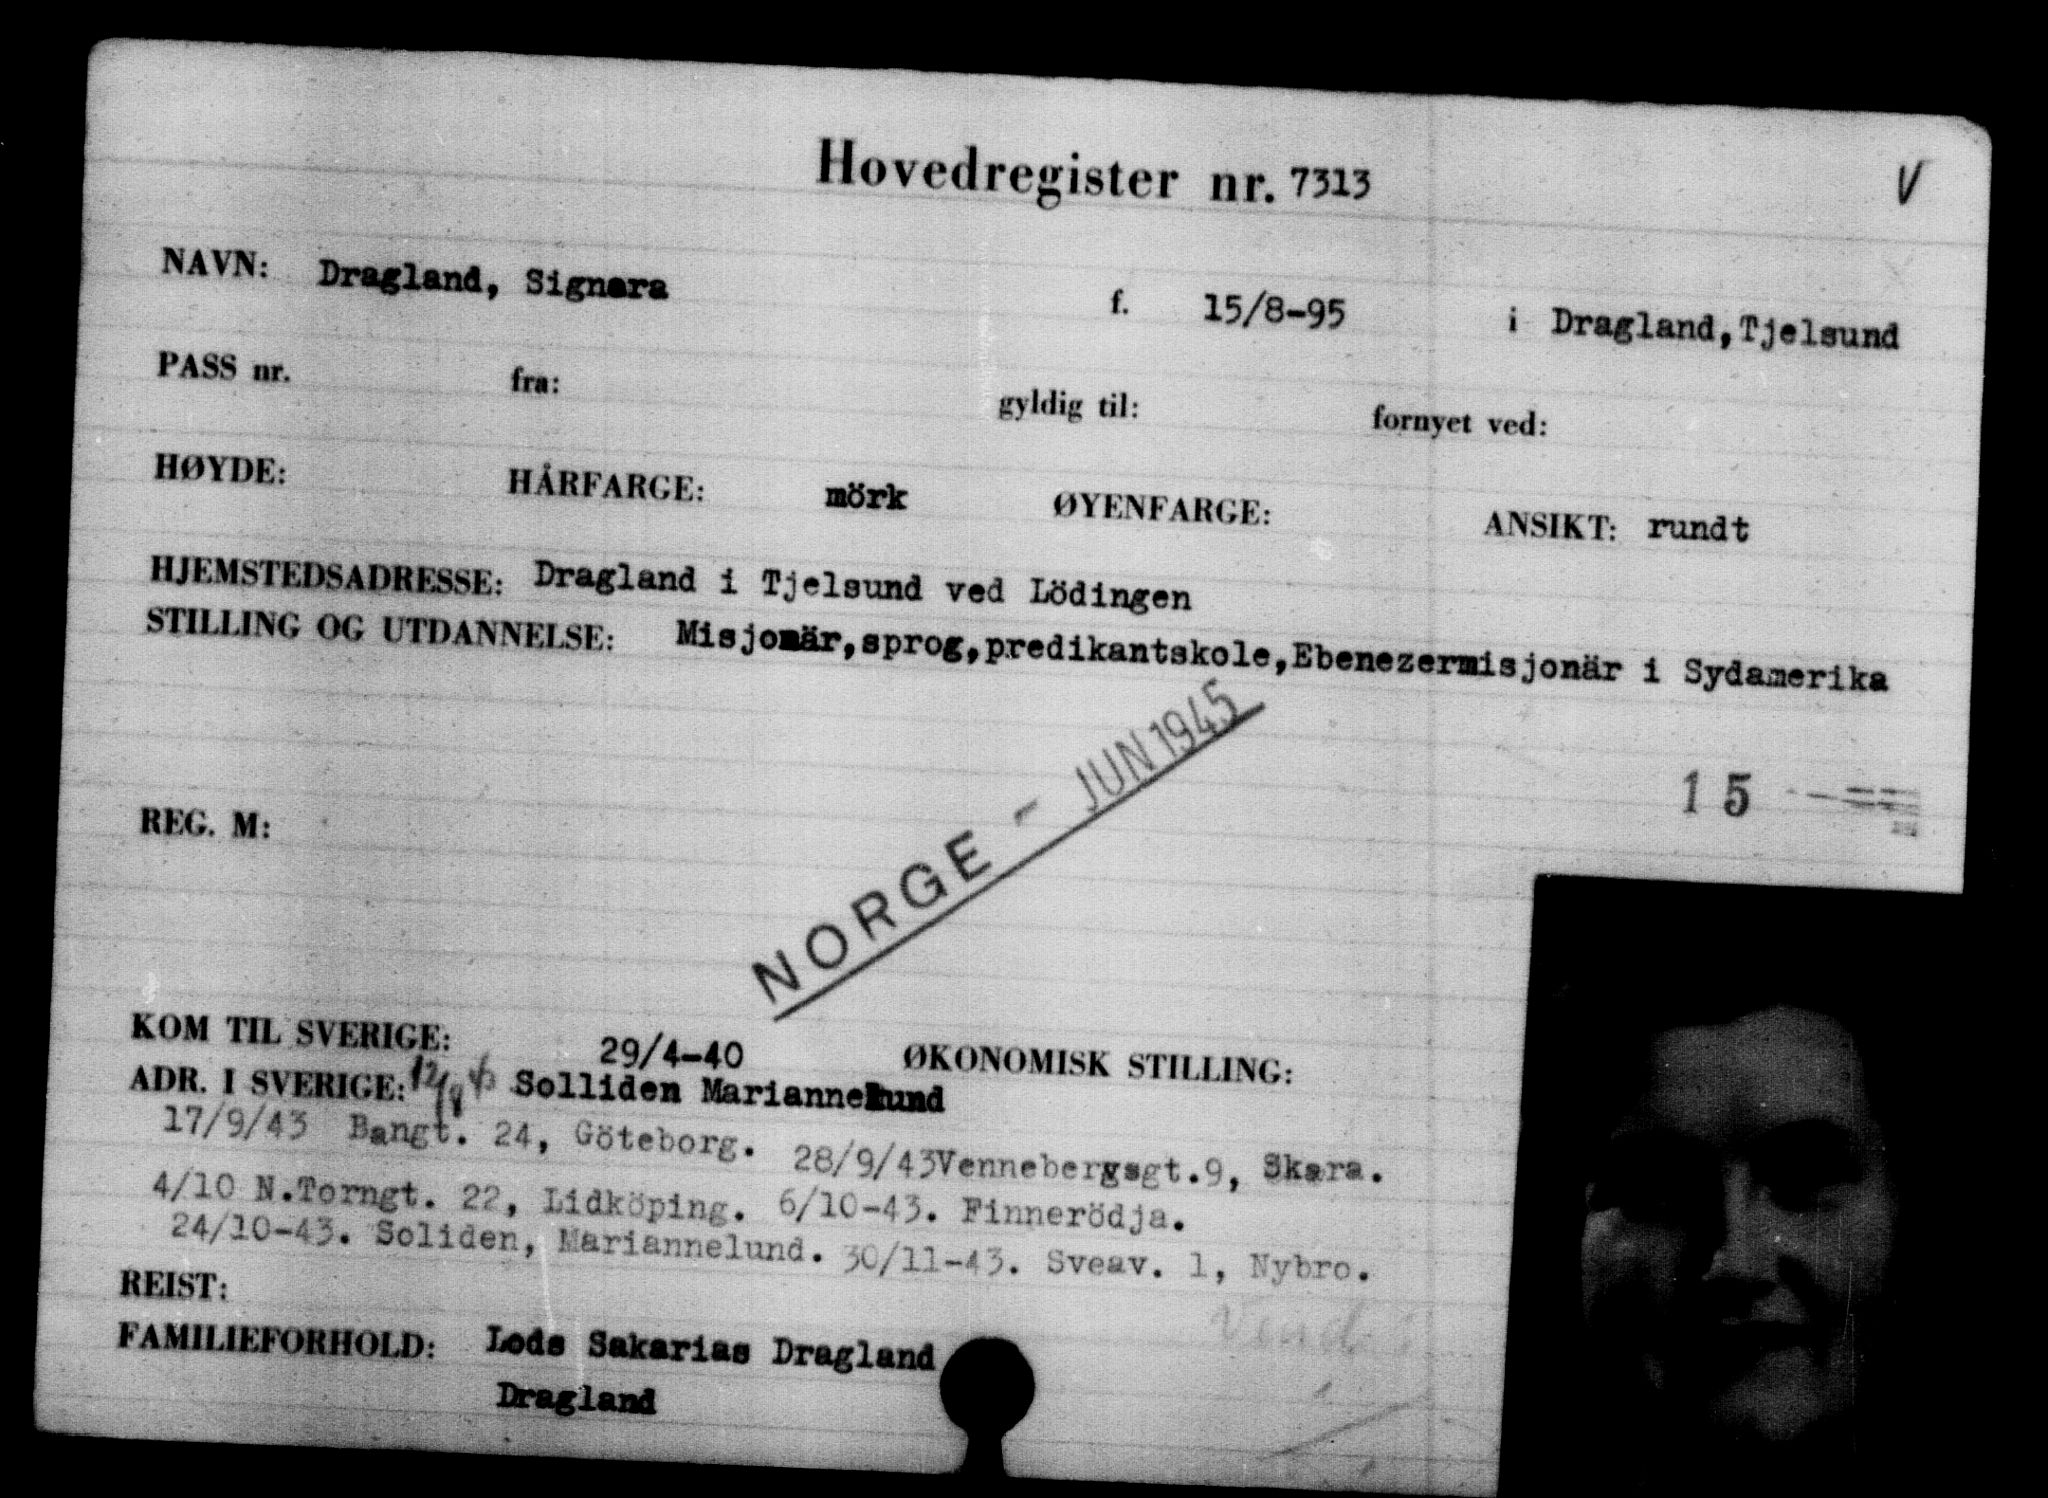 Hovedregister nr. 7313 V
NAVN: Dragland, Signora f. 15/8-95 i Dragland, Tjelsund
PASS nr. fra: gyldig til: fornyet ved:
HØYDE: HÅRFARGE: mörk ØYENFARGE: ANSIKT: rundt
HJEMSTEDSADRESSE: Dragland i Tjelsund ved Lödingen
STILLING OG UTDANNELSE: Misjonär,sprog,predikantskole,Ebenezermisjonär i Sydamerika
NORGE - JUN 1945
15
REG. M:
KOM TIL SVERIGE: 29/4-40 ØKONOMISK STILLING:
ADR. I SVERIGE: Solliden Mariannelund
17/9/43 Bangt. 24, Göteborg. 28/9/43Vennebergsgt.9, Skara.
4/10 N.Torngt. 22, Lidköping. 6/10-43. Finnerödja.
24/10-43. Soliden, Mariannelund. 30/11-43. Sveav. 1, Nybro.
REIST:
Vend
FAMILIEFORHOLD: Lods Sakarias Dragland
Dragland